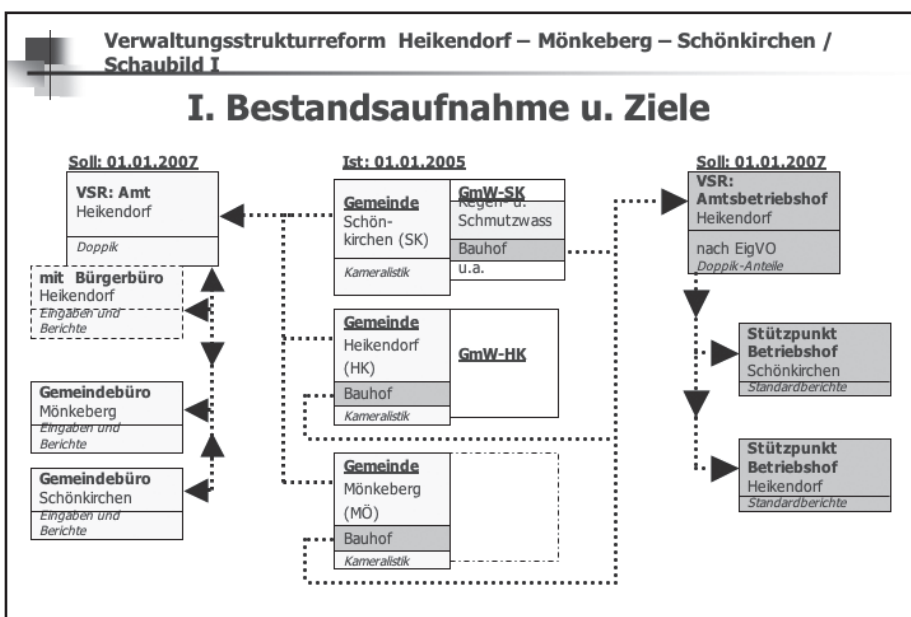 Verwaltungsstrukturreform Heikendorf – Mönkeberg – Schönkirchen /
Schaubild I
I. Bestandsaufnahme u. Ziele
Soll: 01.01.2007
VSR: Amt
Heikendorf
Doppik
mit Bürgerbüro
Heikendorf
Eingaben und
Berichte
Gemeindebüro
Mönkeberg
Eingaben und
Berichte
Gemeindebüro
Schönkirchen
Eingaben und
Berichte
Ist: 01.01.2005
Gemeinde
Schön-
kirchen (SK)
Kameralistik
GmW-SK
Regen- u.
Schmutzwass
Bauhof
u.a.
Gemeinde
Heikendorf
(HK)
Bauhof
Kameralistik
GmW-HK
Gemeinde
Mönkeberg
(MÖ)
Bauhof
Kameralistik
Soll: 01.01.2007
VSR:
Amtsbetriebshof
Heikendorf
nach EigVO
Doppik-Anteile
Stützpunkt
Betriebshof
Schönkirchen
Standardberichte
Stützpunkt
Betriebshof
Heikendorf
Standardberichte